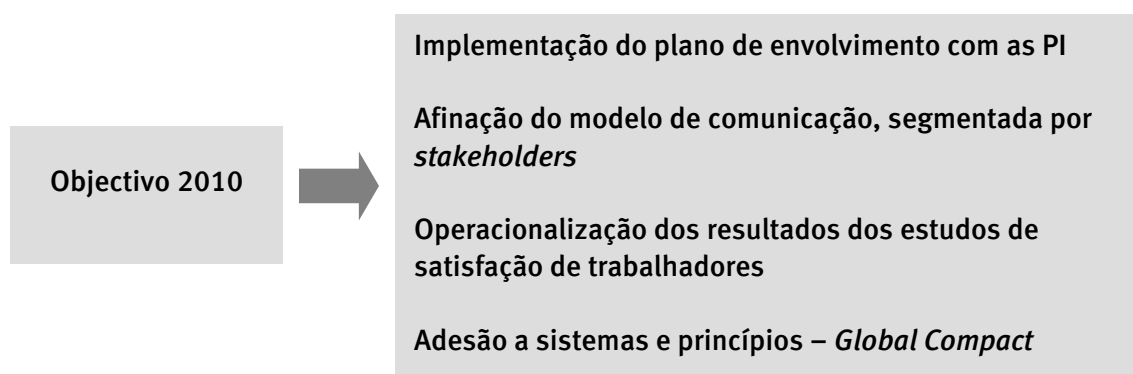 Objectivo 2010
Implementação do plano de envolvimento com as PI
Afinação do modelo de comunicação, segmentada por
stakeholders
Operacionalização dos resultados dos estudos de
satisfação de trabalhadores
Adesão a sistemas e princípios – Global Compact